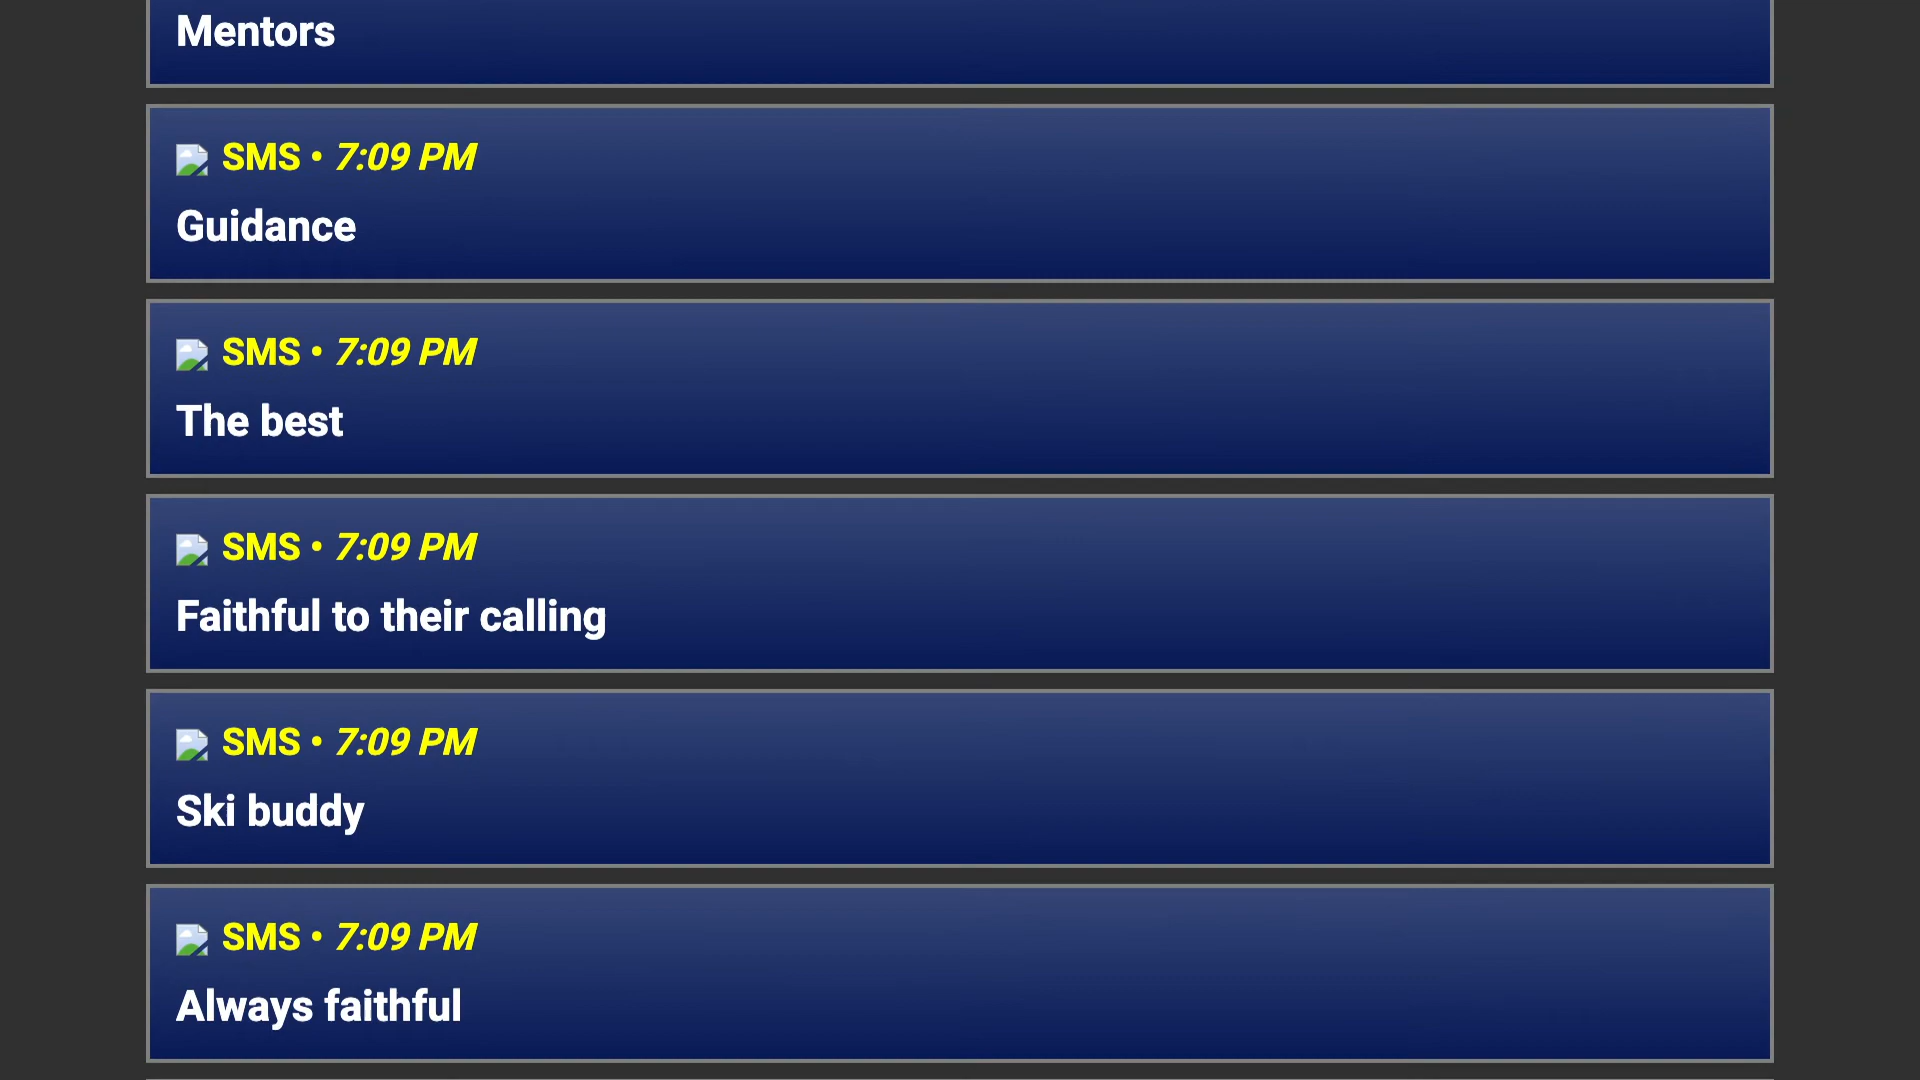 Mentors
SMS • 7:09 PM
Guidance
SMS • 7:09 PM
The best
SMS • 7:09 PM
Faithful to their calling
SMS • 7:09 PM
Ski buddy
SMS • 7:09 PM
Always faithful